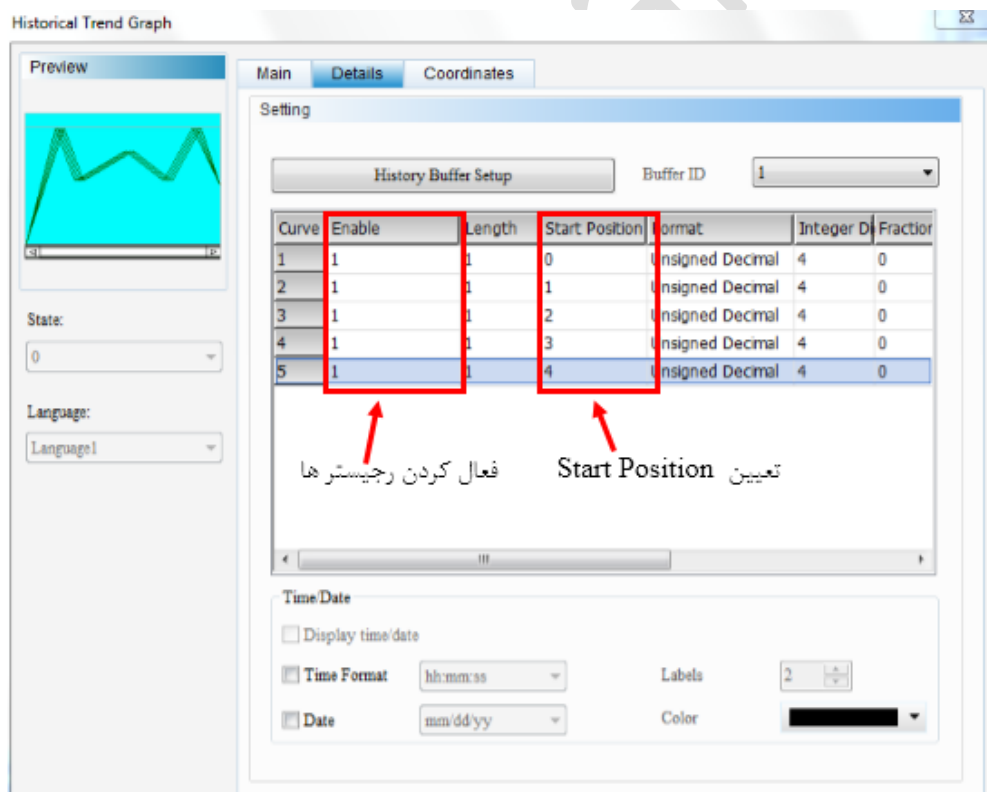 Historical Trend Graph
Preview
Main Details Coordinates
Setting
History Buffer Setup Buffer ID 1
Curve Enable Length Start Position Format Integer Di Fraction
1 1 1 0 Unsigned Decimal 4 0
2 1 1 1 Unsigned Decimal 4 0
3 1 1 2 Unsigned Decimal 4 0
4 1 1 3 Unsigned Decimal 4 0
5 1 1 4 Unsigned Decimal 4 0
State:
0
Language:
Language1
فعال کردن رجیستر ها
تعیین Start Position
Time/Date
Display time/date
Time Format hh:mm:ss Labels 2
Date mm/dd/yy Color